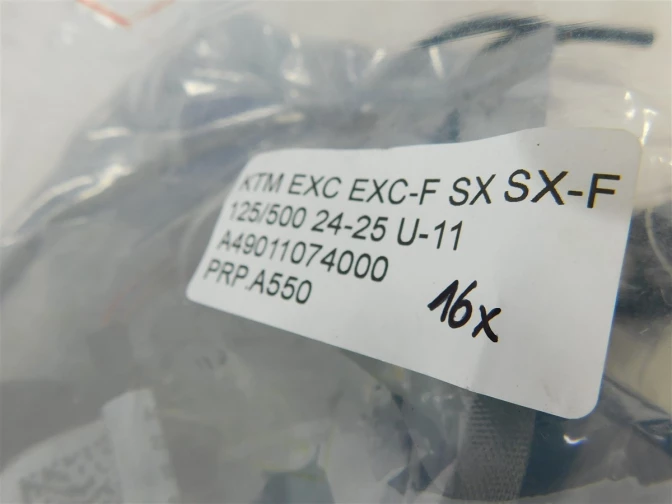 KTM EXC EXC-F SX SX-F
125/500 24-25 U-11
A49011074000
PRP.A550
16x